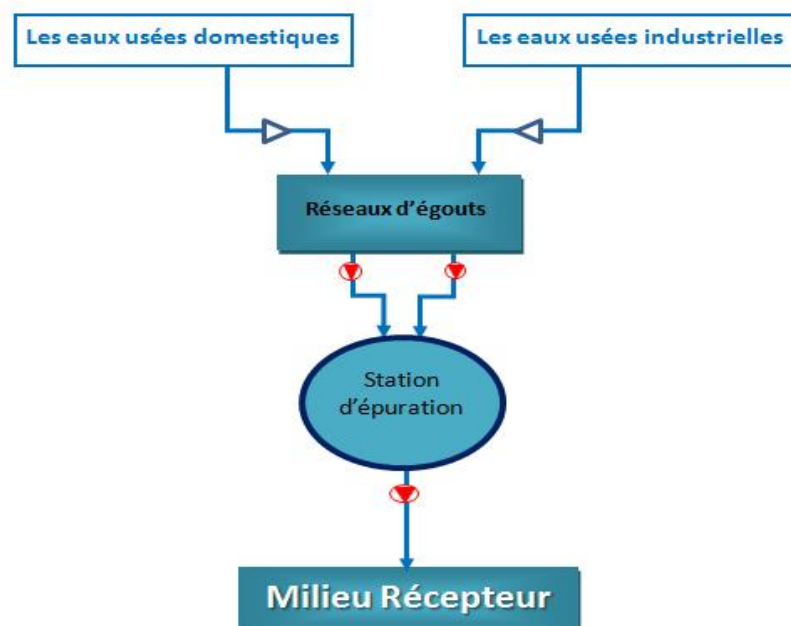 Les eaux usées domestiques
Les eaux usées industrielles
Réseaux d'égouts
Station
d'épuration
Milieu Récepteur